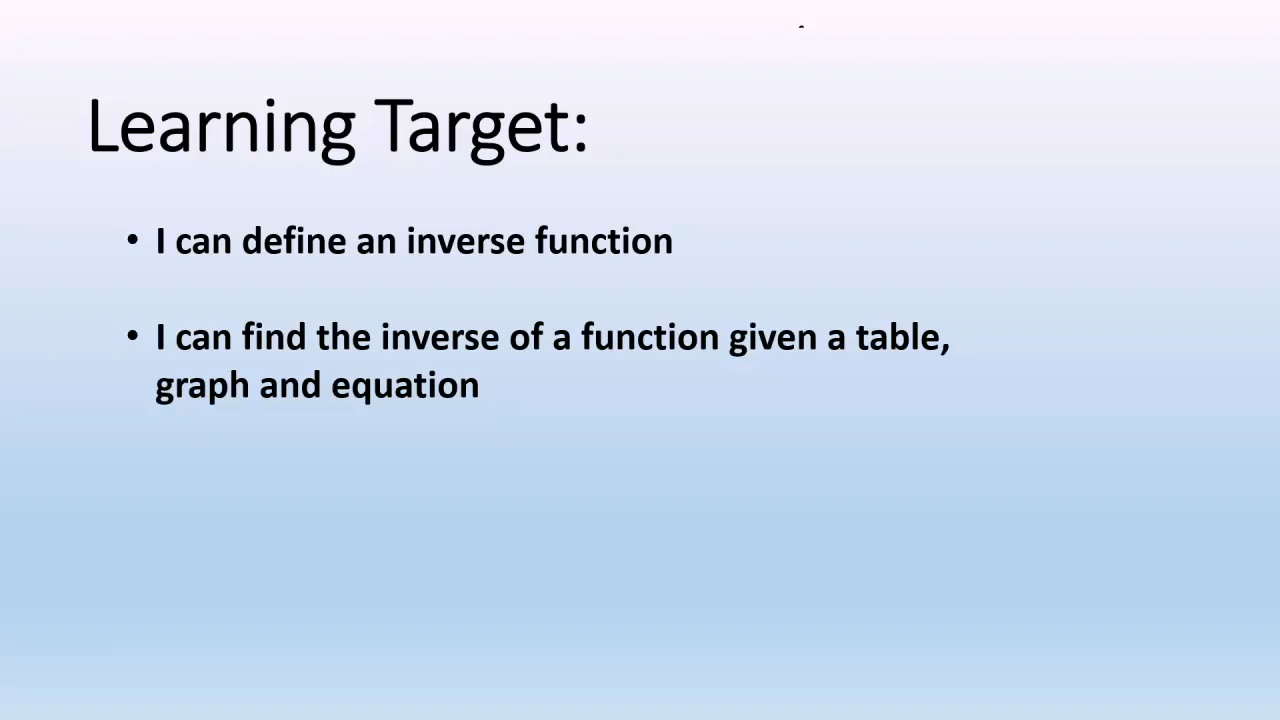 Learning Target:
• I can define an inverse function
• I can find the inverse of a function given a table,
graph and equation